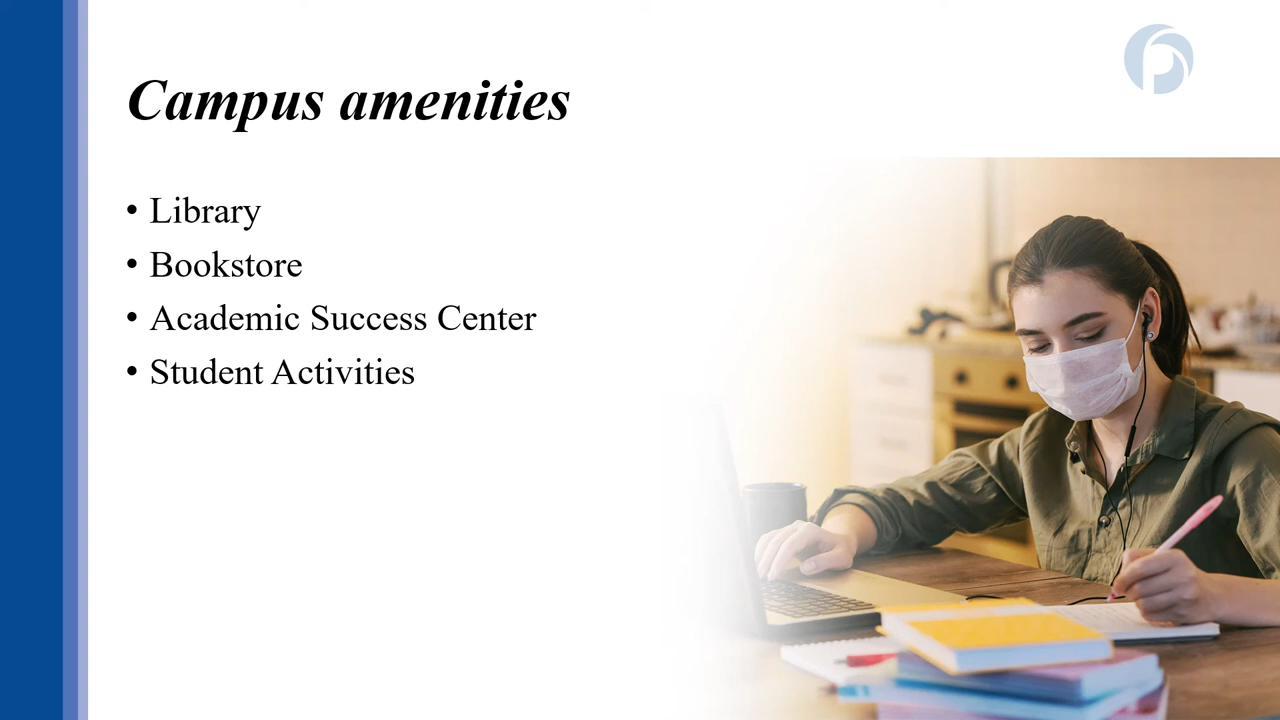 Campus amenities
• Library
• Bookstore
• Academic Success Center
• Student Activities